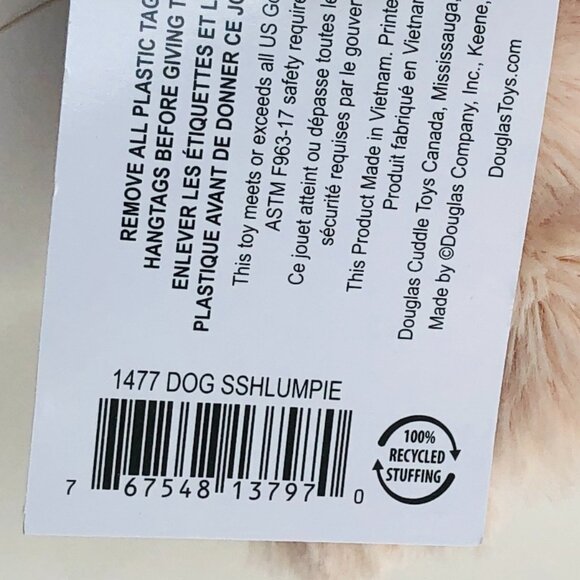 REMOVE ALL PLASTIC TAG
HANGTAGS BEFORE GIVING T
ENLEVER LES ÉTIQUETTES ET L
PLASTIQUE AVANT DE DONNER CE JO
This toy meets or exceeds all US Go
ASTM F963-17 safety require
Ce jouet atteint ou dépasse toutes le
sécurité requises par le gouver
This Product Made in Vietnam, Printe
Produit fabriqué en Vietnam
Douglas Cuddle Toys Canada, Mississauga,
Made by ©Douglas Company, Inc., Keene,
DouglasToys.com
1477 DOG SSHLUMPIE
7 67548 13797 0
100%
RECYCLED
STUFFING